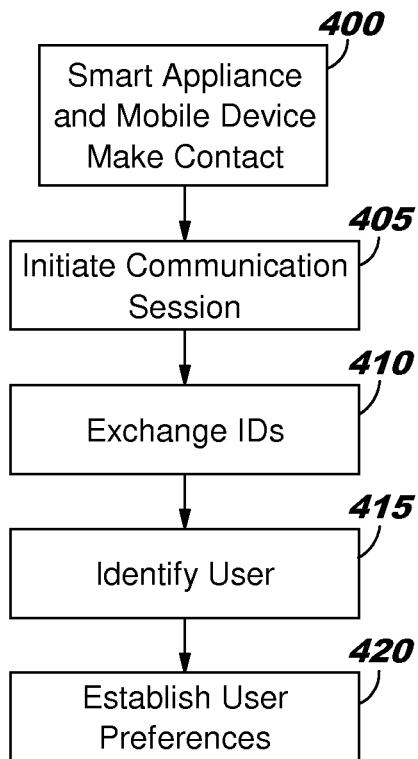 400
Smart Appliance
and Mobile Device
Make Contact
405
Initiate Communication
Session
410
Exchange IDs
415
Identify User
420
Establish User
Preferences